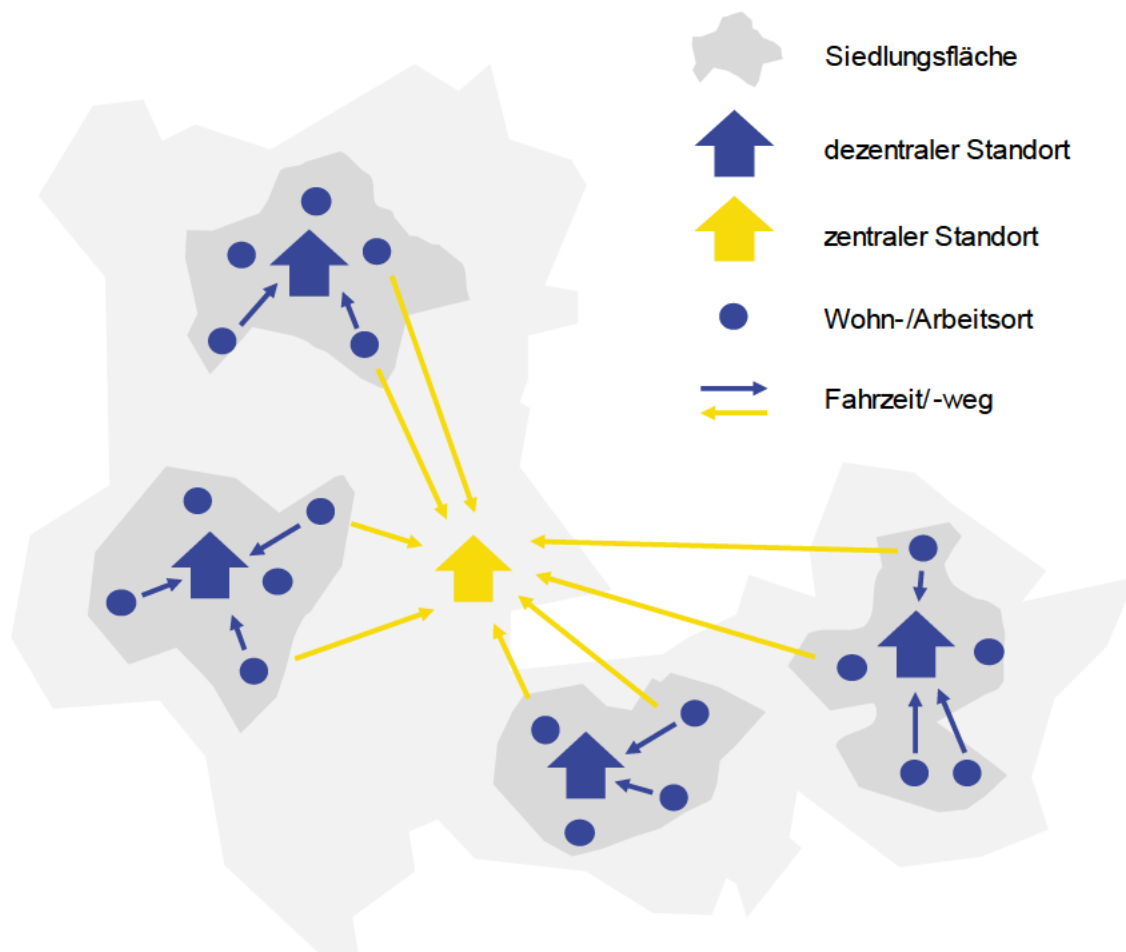 Siedlungsfläche
dezentraler Standort
zentraler Standort
Wohn-/Arbeitsort
Fahrzeit/-weg